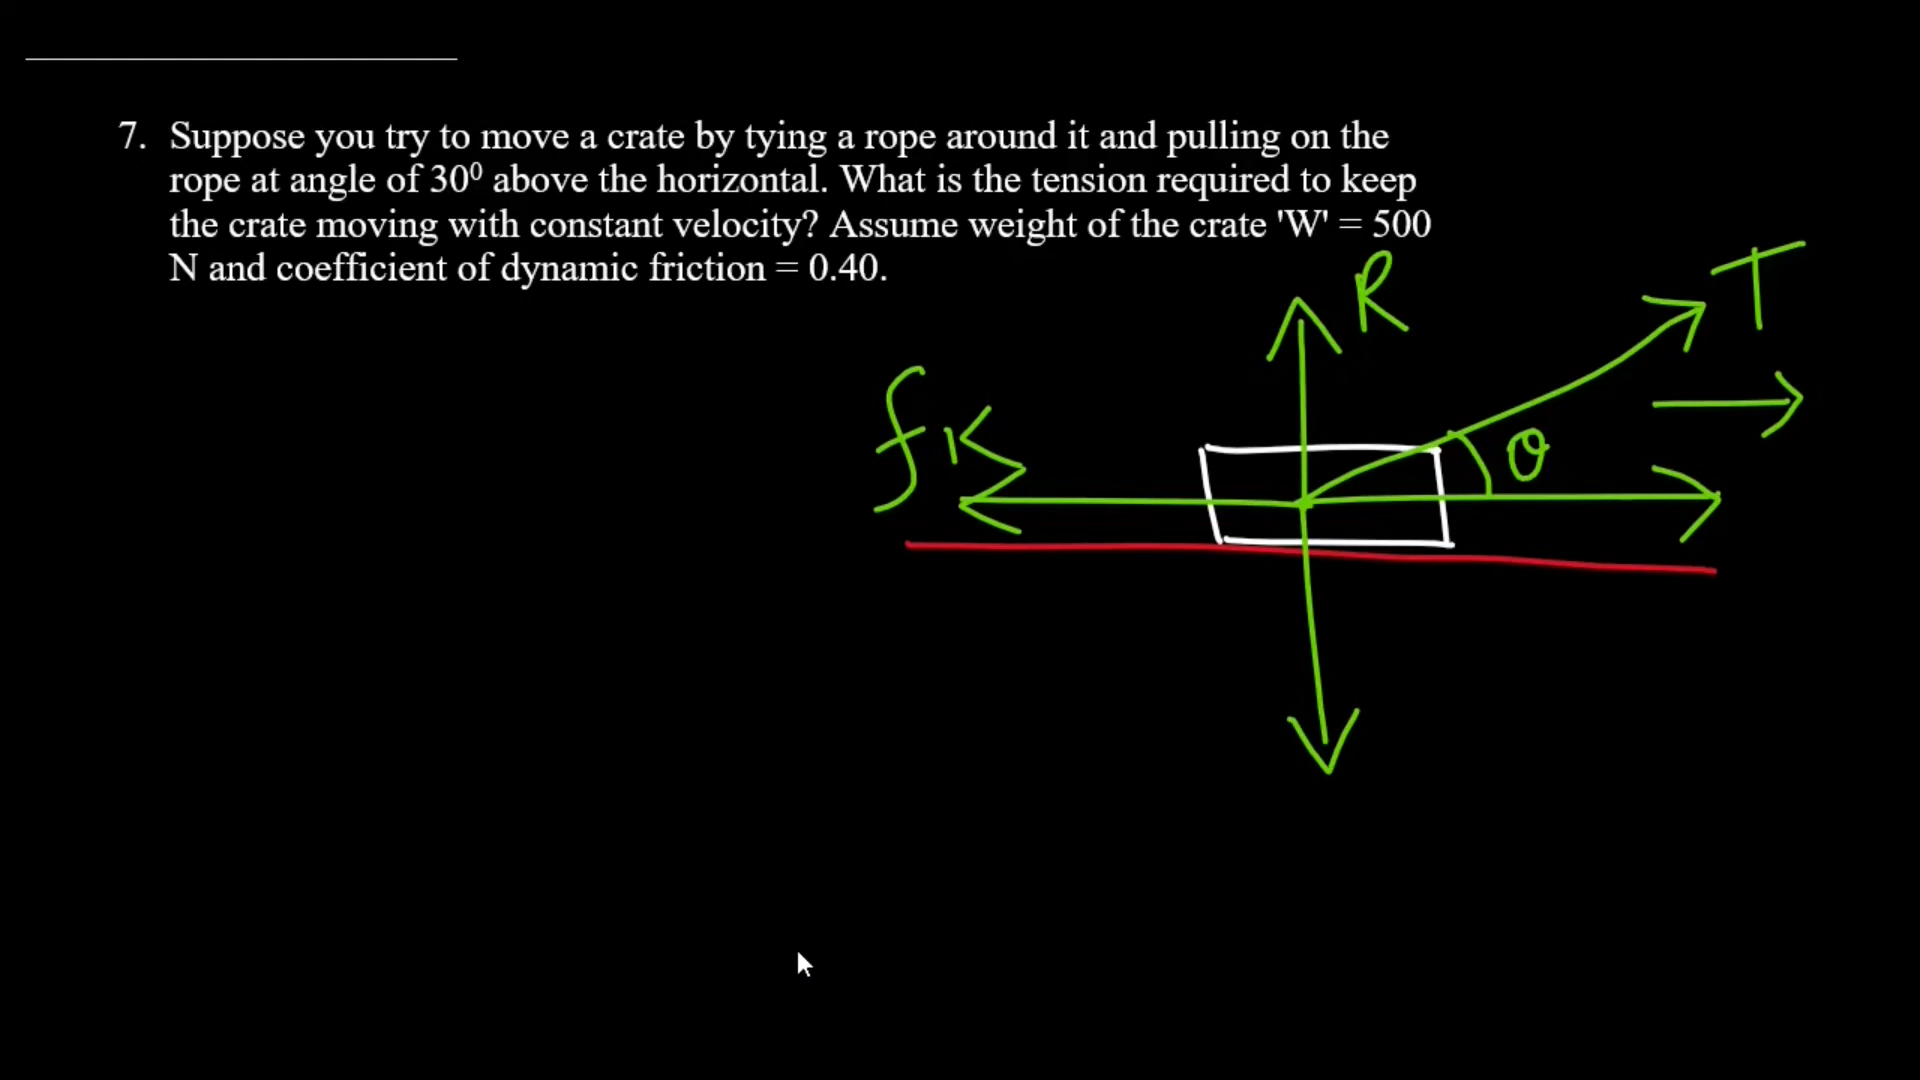 7. Suppose you try to move a crate by tying a rope around it and pulling on the
rope at angle of 30⁰ above the horizontal. What is the tension required to keep
the crate moving with constant velocity? Assume weight of the crate 'W' = 500
N and coefficient of dynamic friction = 0.40.
R
T
fK
θ